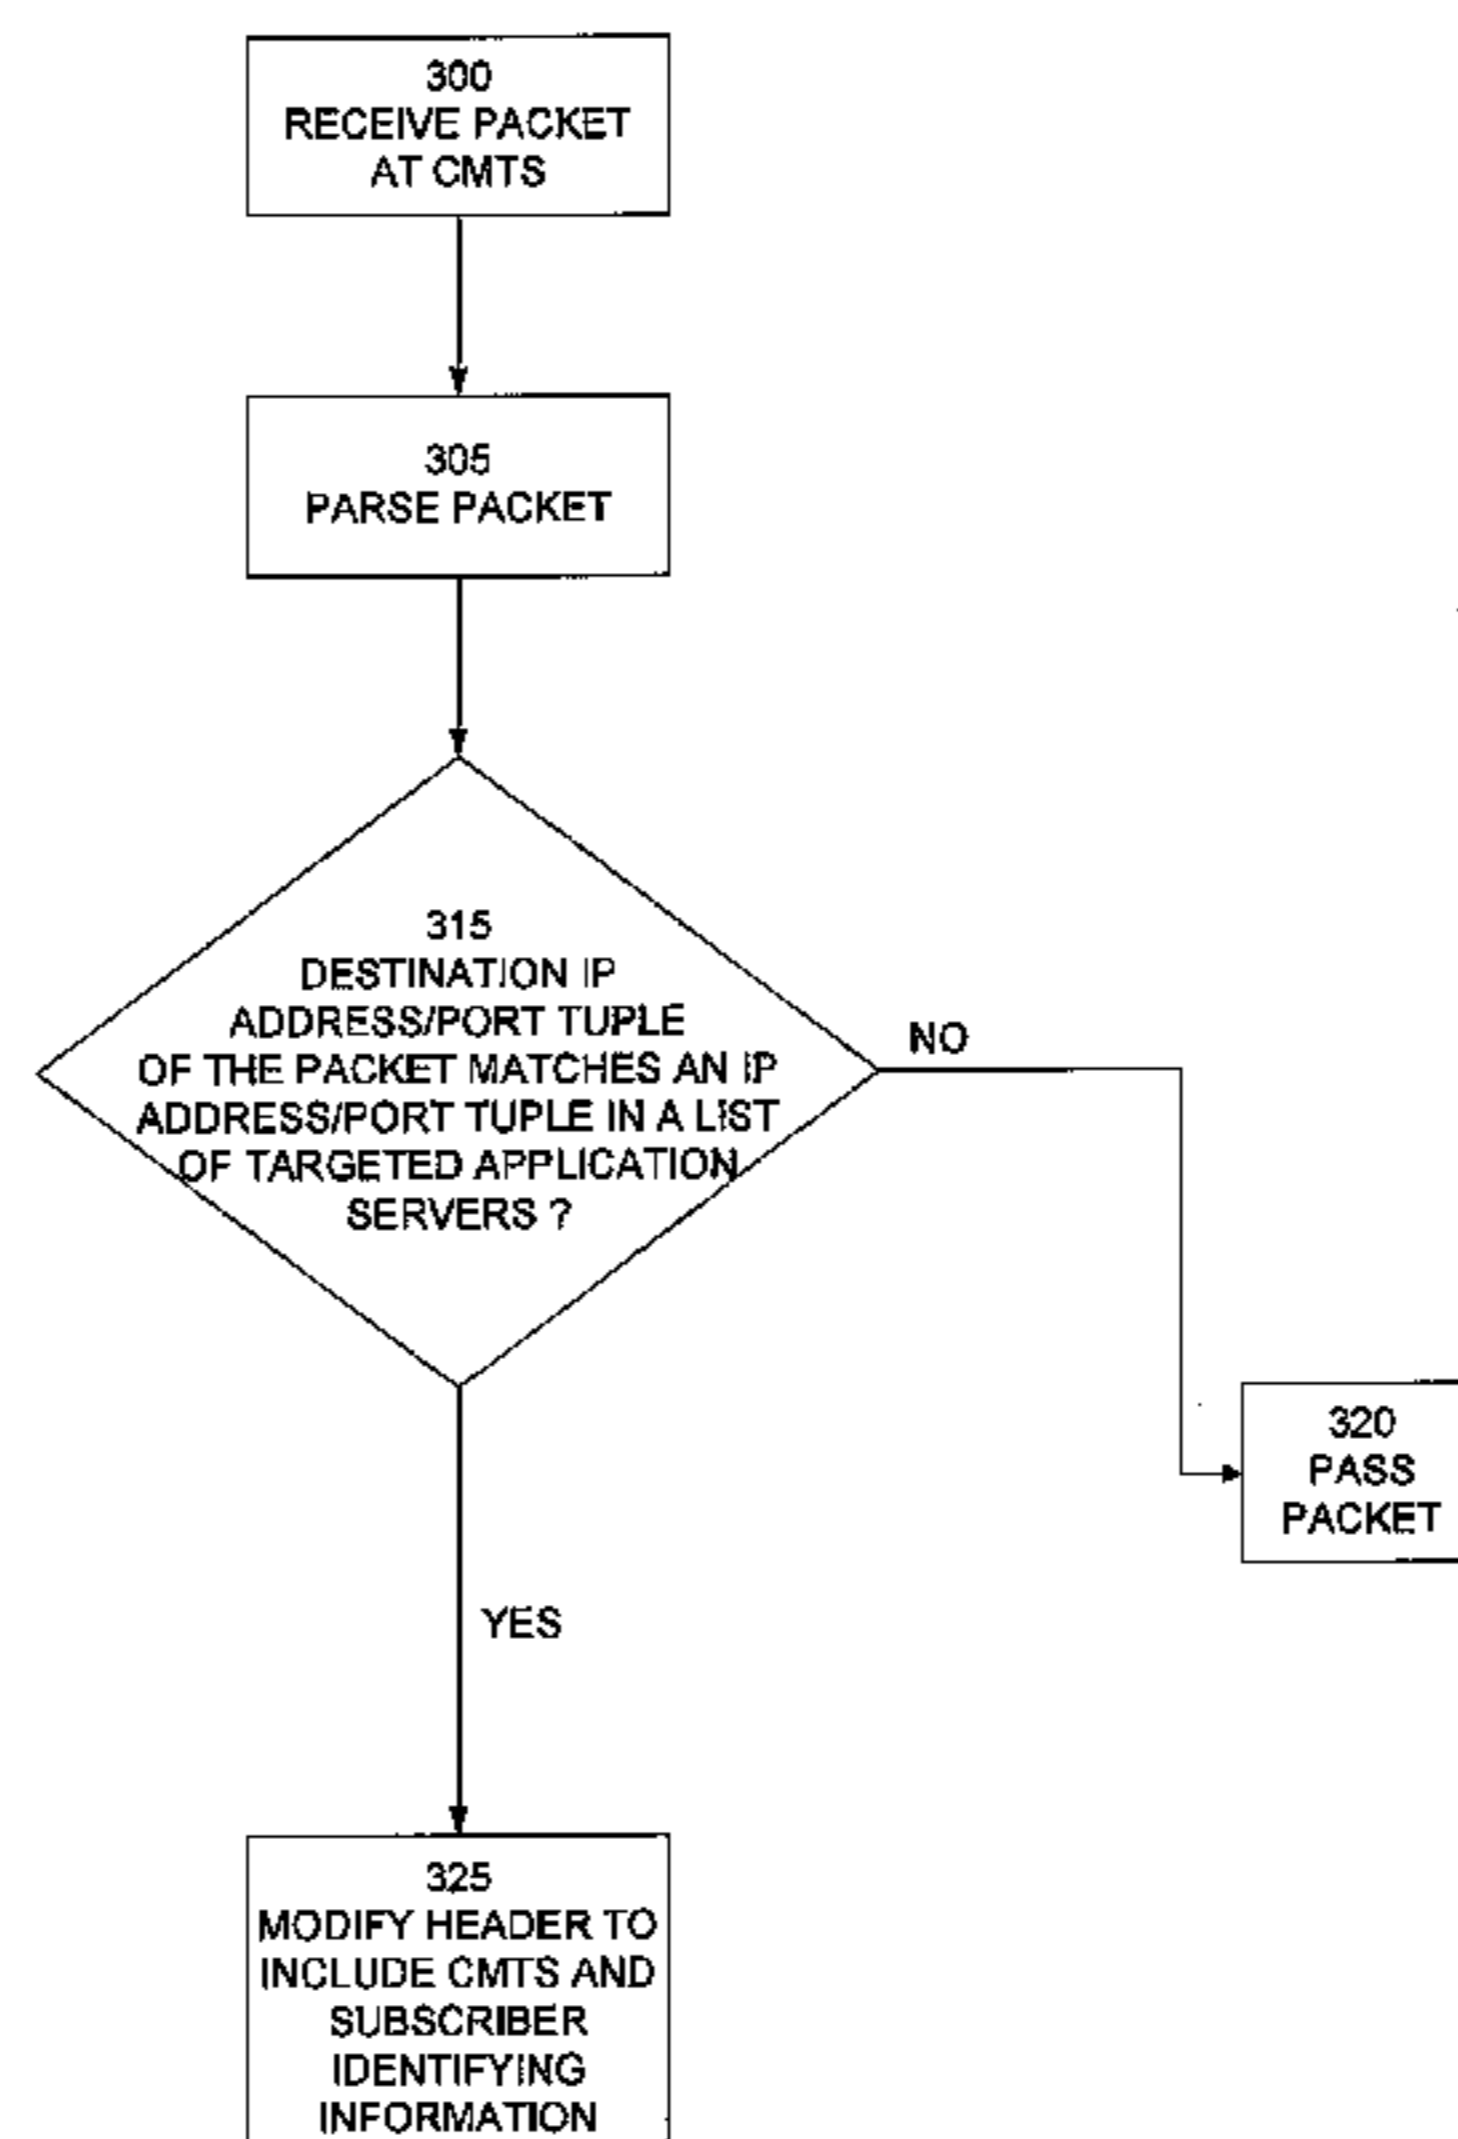 300
RECEIVE PACKET
AT CMTS
305
PARSE PACKET
315
DESTINATION IP
ADDRESS/PORT TUPLE
OF THE PACKET MATCHES AN IP
ADDRESS/PORT TUPLE IN A LIST
OF TARGETED APPLICATION
SERVERS ?
NO
320
PASS
PACKET
YES
325
MODIFY HEADER TO
INCLUDE CMTS AND
SUBSCRIBER
IDENTIFYING
INFORMATION